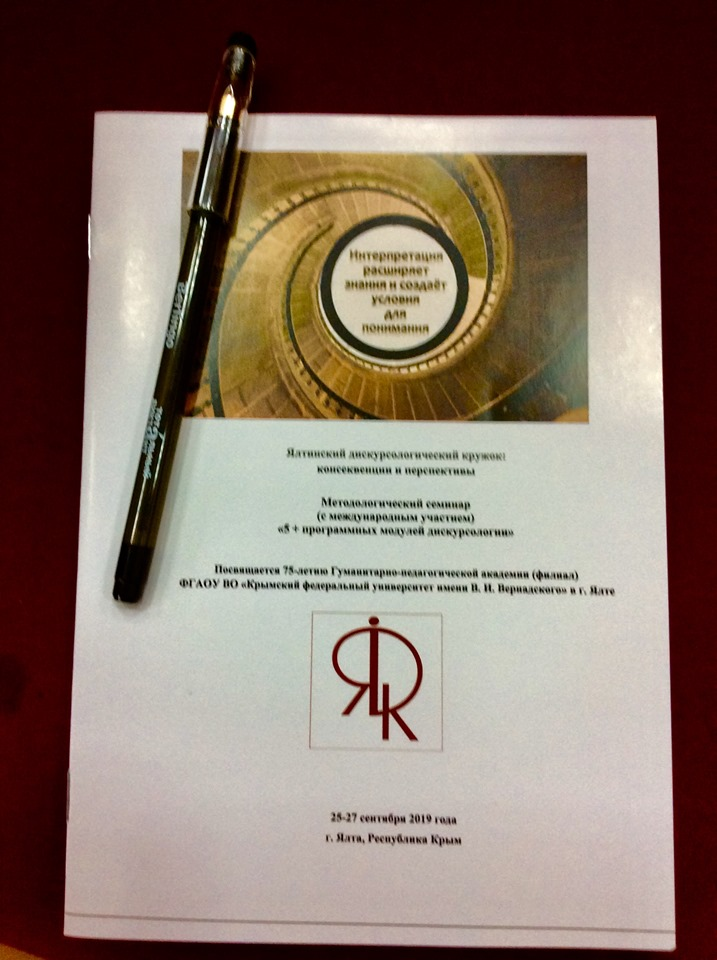 Интерпретация
расширяет
знания и создаёт
условия
для
понимания
Ялтинский дискурсологический кружок:
консеквенции и перспективы
Методологический семинар
(с международным участием)
«5 + программных модулей дискурсологии»
Посвящается 75-летию Гуманитарно-педагогической академии (филиал)
ФГАОУ ВО «Крымский федеральный университет имени В. И. Вернадского» в г. Ялте
25-27 сентября 2019 года
г. Ялта, Республика Крым